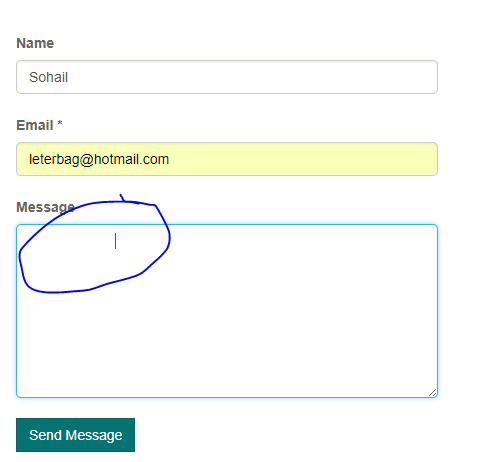 Name
Sohail
Email *
leterbag@hotmail.com
Message
Send Message